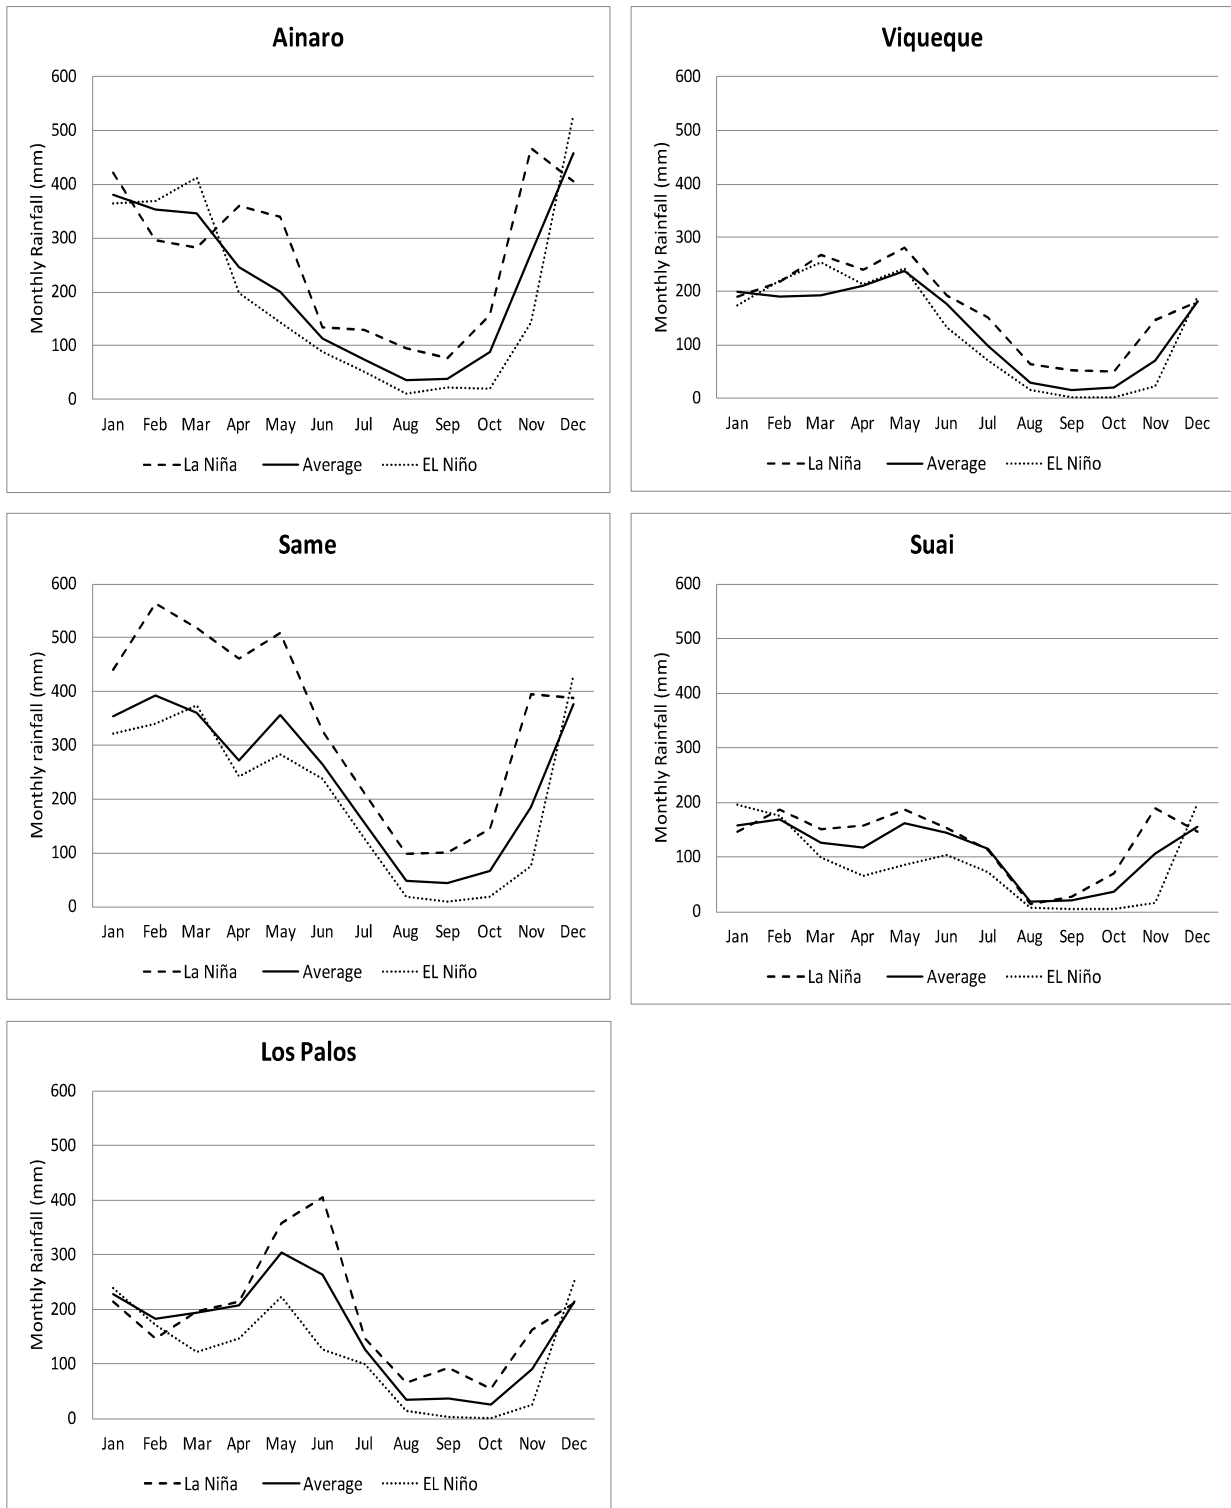 Ainaro
Monthly Rainfall (mm)
600
500
400
300
200
100
0
Jan Feb Mar Apr May Jun Jul Aug Sep Oct Nov Dec
La Niña Average EL Niño
Viqueque
Monthly Rainfall (mm)
600
500
400
300
200
100
0
Jan Feb Mar Apr May Jun Jul Aug Sep Oct Nov Dec
La Niña Average EL Niño
Same
Monthly rainfall (mm)
600
500
400
300
200
100
0
Jan Feb Mar Apr May Jun Jul Aug Sep Oct Nov Dec
La Niña Average EL Niño
Suai
Monthly Rainfall (mm)
600
500
400
300
200
100
0
Jan Feb Mar Apr May Jun Jul Aug Sep Oct Nov Dec
La Niña Average EL Niño
Los Palos
Monthly Rainfall (mm)
600
500
400
300
200
100
0
Jan Feb Mar Apr May Jun Jul Aug Sep Oct Nov Dec
La Niña Average EL Niño